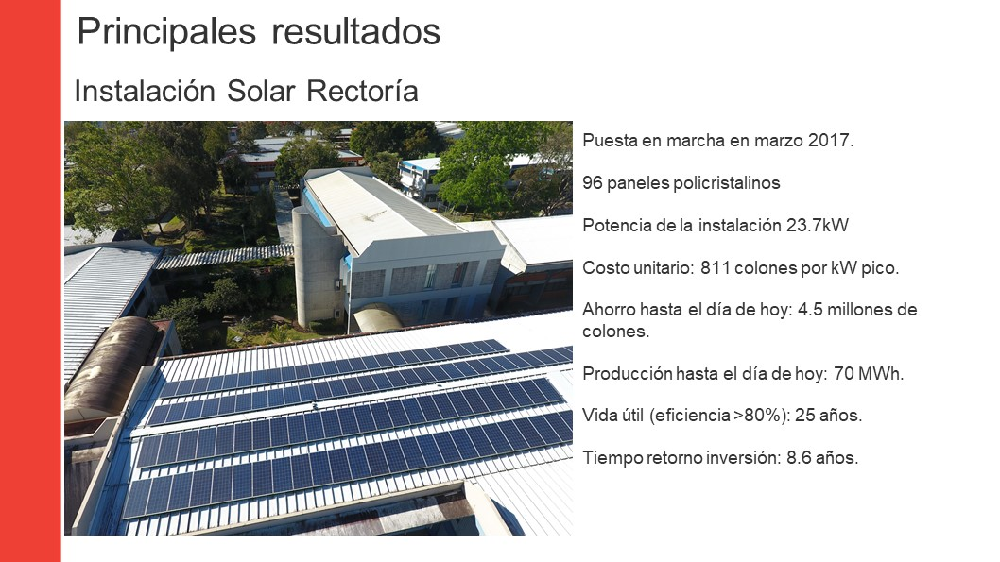 Principales resultados
Instalación Solar Rectoría
Puesta en marcha en marzo 2017.
96 paneles policristalinos
Potencia de la instalación 23.7kW
Costo unitario: 811 colones por kW pico.
Ahorro hasta el día de hoy: 4.5 millones de
colones.
Producción hasta el día de hoy: 70 MWh.
Vida útil (eficiencia >80%): 25 años.
Tiempo retorno inversión: 8.6 años.